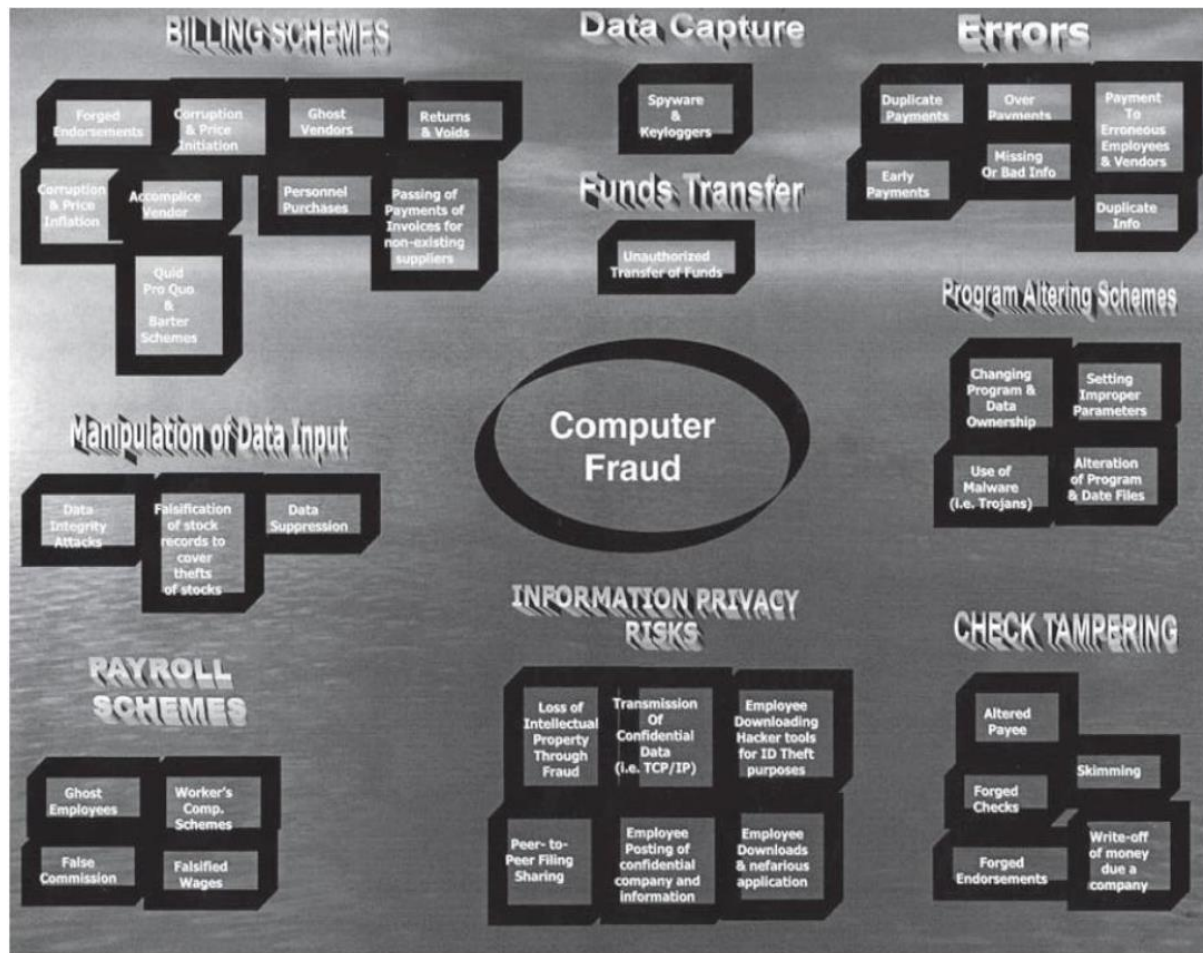 BILLING SCHEMES
Forged
Endorsements
Corruption
& Price
Initiation
Ghost
Vendors
Returns
& Voids
Corruption
& Price
Inflation
Accomplice
Vendor
Personnel
Purchases
Passing of
Payments of
Invoices for
non-existing
suppliers
Quid
Pro Quo
&
Barter
Schemes
Data Capture
Spyware
&
Keyloggers
Funds Transfer
Unauthorized
Transfer of Funds
Errors
Duplicate
Payments
Over
Payments
Payment
To
Erroneous
Employees
& Vendors
Early
Payments
Missing
Or Bad Info
Duplicate
Info
Program Altering Schemes
Changing
Program &
Data
Ownership
Setting
Improper
Parameters
Use of
Malware
(i.e. Trojans)
Alteration
of Program
& Date Files
Computer
Fraud
Manipulation of Data Input
Data
Integrity
Attacks
Falsification
of stock
records to
cover
thefts
of stocks
Data
Suppression
PAYROLL
SCHEMES
Ghost
Employees
Worker's
Comp.
Schemes
False
Commission
Falsified
Wages
INFORMATION PRIVACY
RISKS
Loss of
Intellectual
Property
Through
Fraud
Transmission
Of
Confidential
Data
(i.e. TCP/IP)
Employee
Downloading
Hacker tools
for ID Theft
purposes
Peer- to-
Peer Filing
Sharing
Employee
Posting of
confidential
company and
information
Employee
Downloads
& nefarious
application
CHECK TAMPERING
Altered
Payee
Skimming
Forged
Checks
Forged
Endorsements
Write-off
of money
due a
company